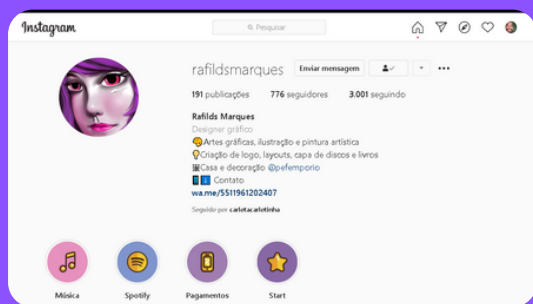 Instagram
Pesquisar
rafildsmarques Enviar mensagem
191 publicações 776 seguidores 3.001 seguindo
Rafilds Marques
Designer gráfico
Artes gráficas, ilustração e pintura artística
Criação de logo, layouts, capa de discos e livros
Casa e decoração @pefemporio
Contato
wa.me/5511961202407
Seguido por carletacarletinha
Música Spotify Pagamentos Start